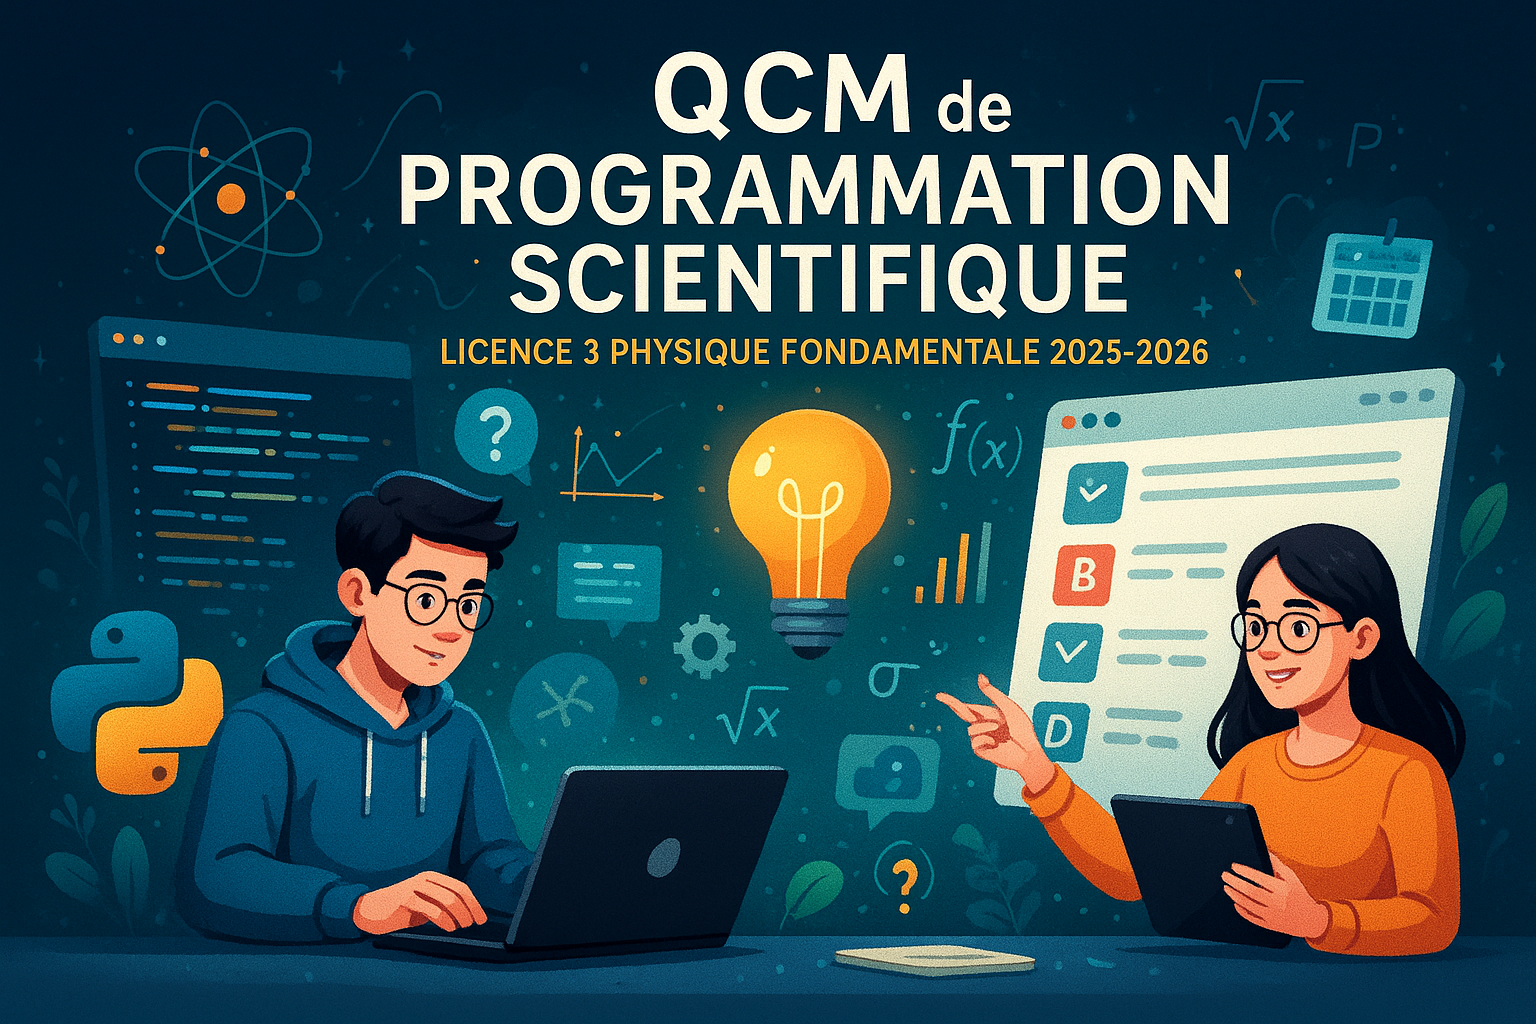 QCM de
PROGRAMMATION
SCIENTIFIQUE
LICENCE 3 PHYSIQUE FONDAMENTALE 2025-2026
√x
P
?
f(x)
B
σ
√x
D
?